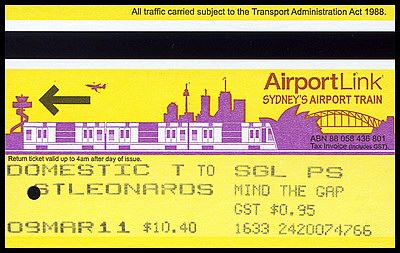 All traffic carried subject to the Transport Administration Act 1988.
AirportLink
SYDNEY'S AIRPORT TRAIN
ABN 88 058 436 801
Tax Invoice (Includes GST).
Return ticket valid up to 4am after day of issue.
DOMESTIC T TO SGL PS
STLEONARDS MIND THE GAP
GST $0.95
09MAR11 $10.40 1633 2420074766